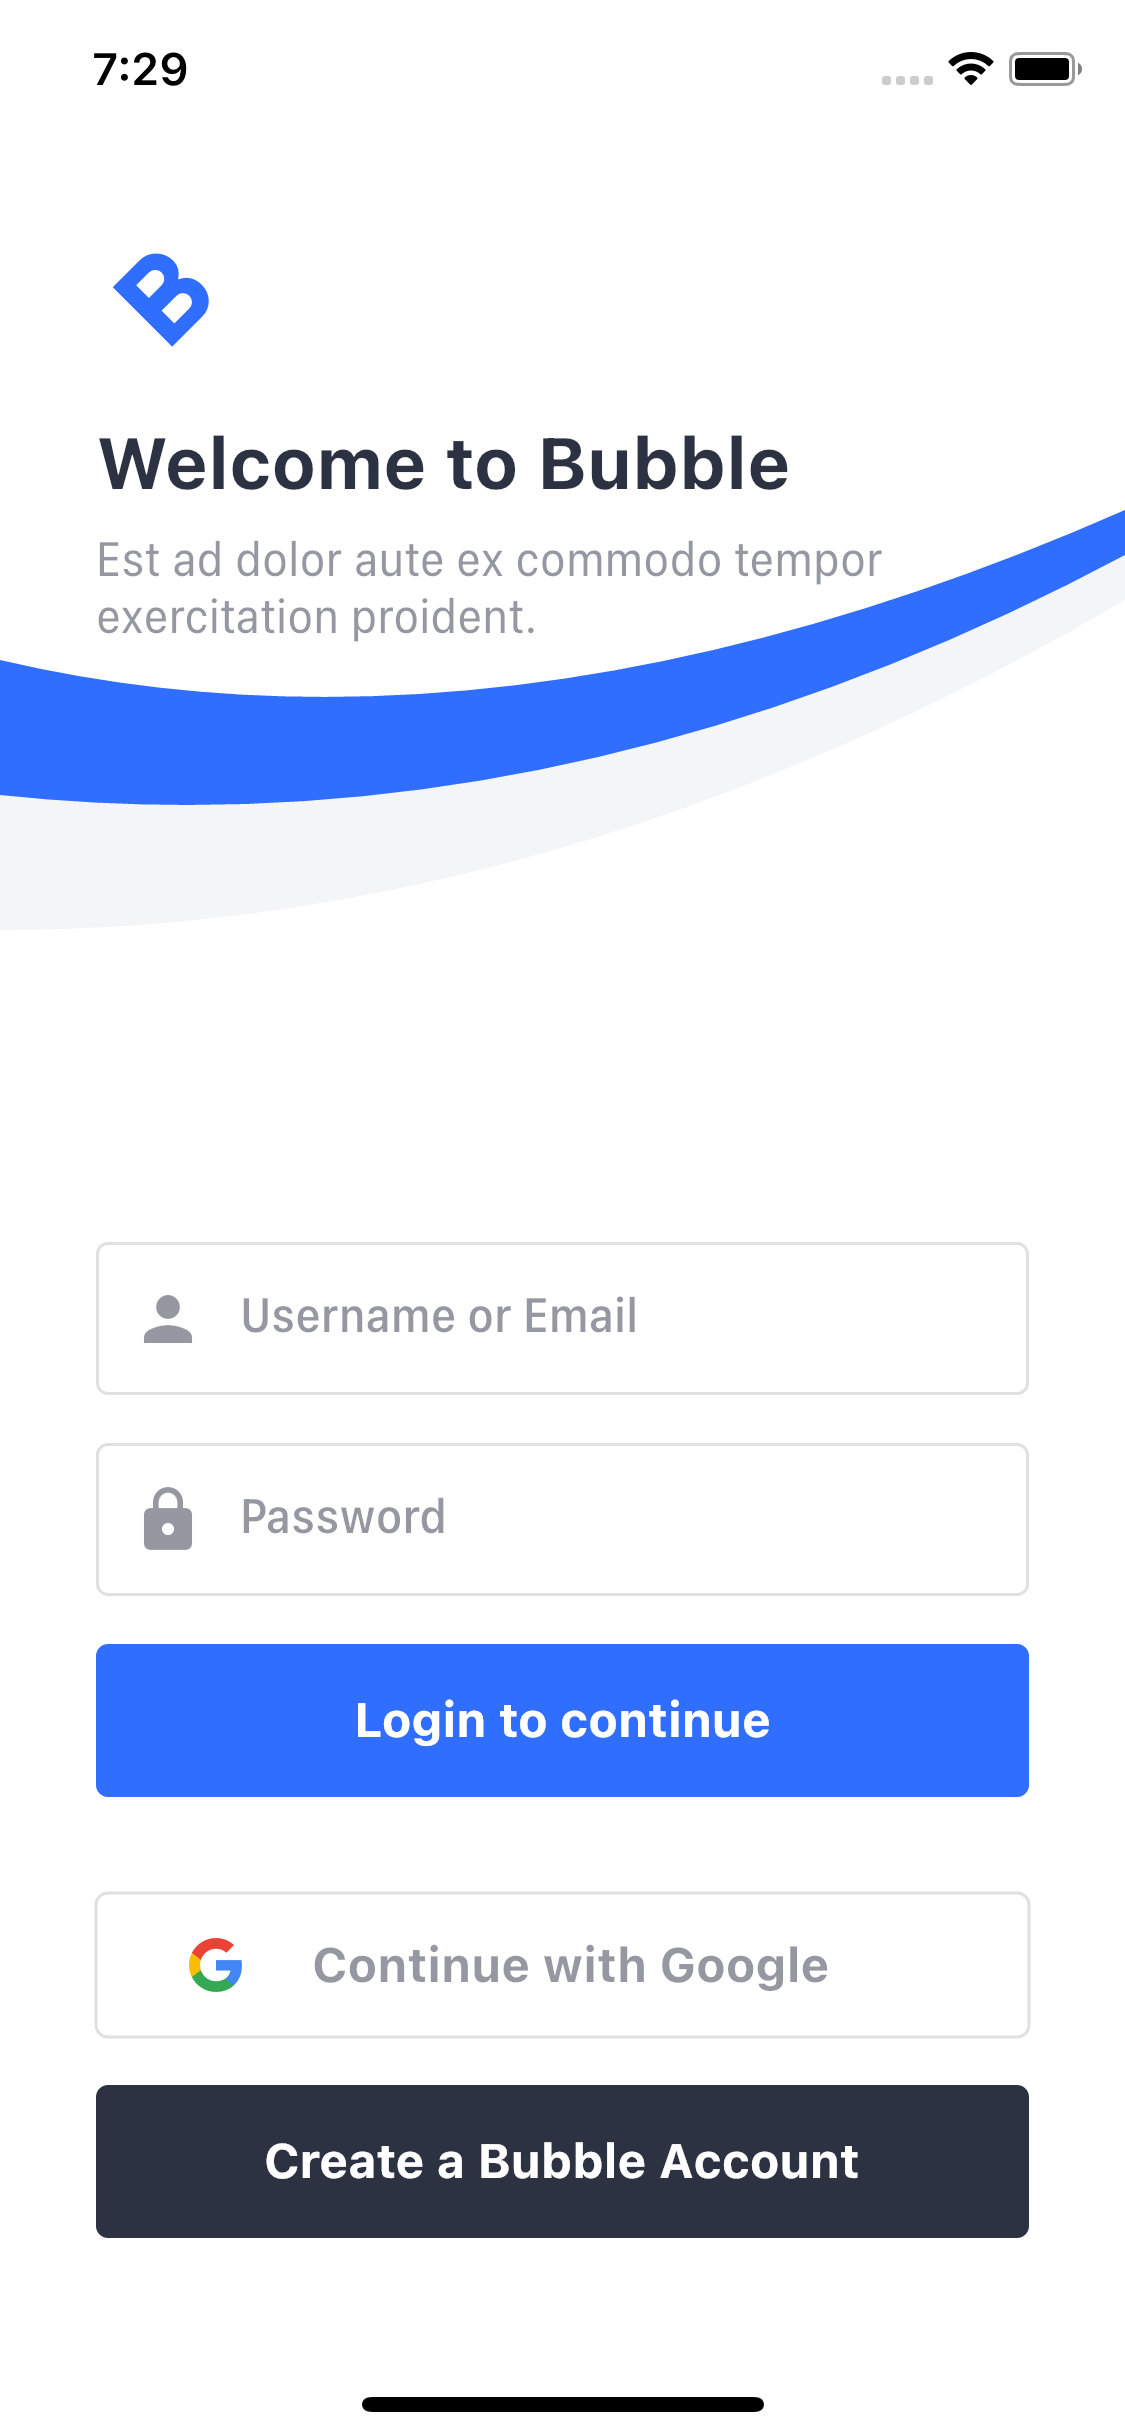 7:29
B
Welcome to Bubble
Est ad dolor aute ex commodo tempor
exercitation proident.
Username or Email
Password
Login to continue
Continue with Google
Create a Bubble Account